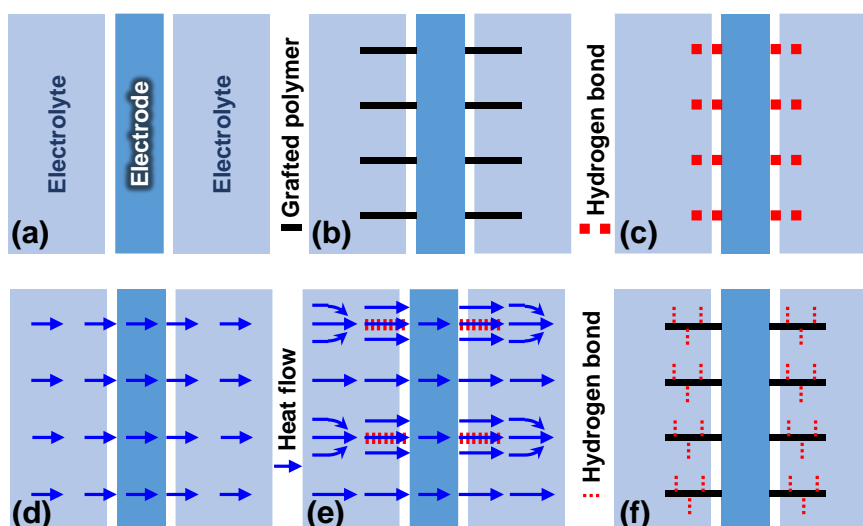 Electrolyte
Electrode
Electrolyte
(a)
Grafted polymer
(b)
Hydrogen bond
(c)
(d)
Heat flow
(e)
Hydrogen bond
(f)